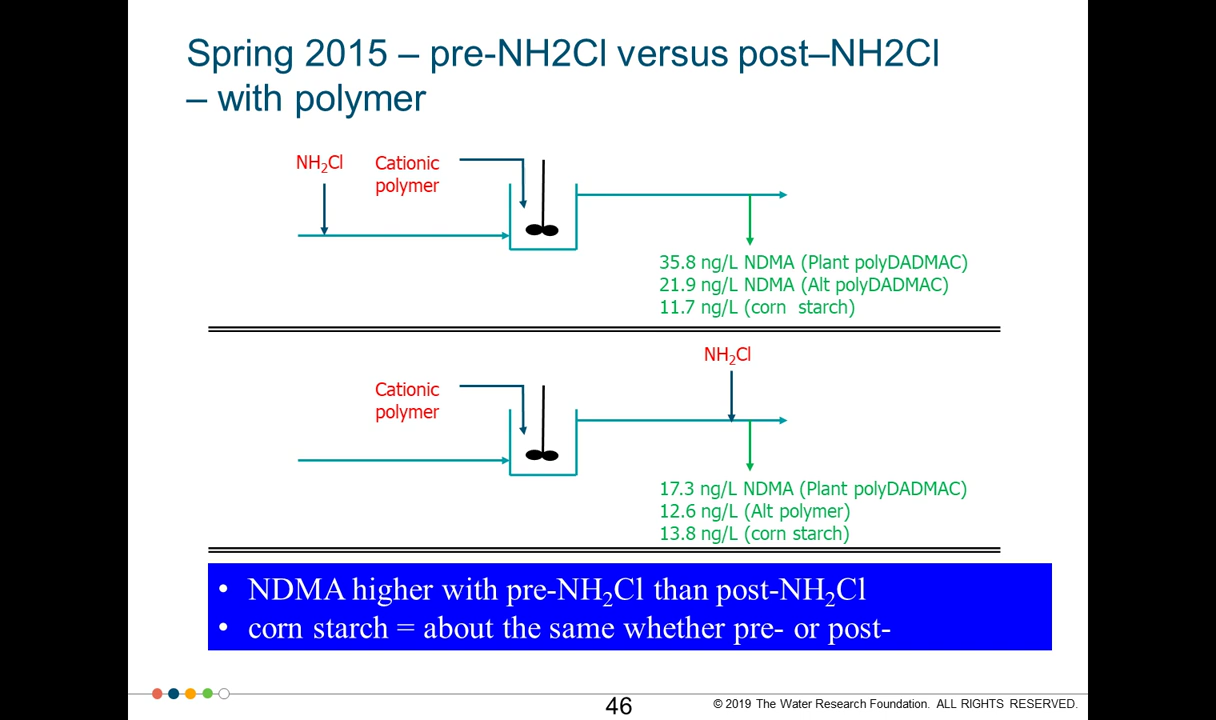 Spring 2015 – pre-NH2Cl versus post–NH2Cl
– with polymer
NH₂Cl
Cationic
polymer
35.8 ng/L NDMA (Plant polyDADMAC)
21.9 ng/L NDMA (Alt polyDADMAC)
11.7 ng/L (corn starch)
NH₂Cl
Cationic
polymer
17.3 ng/L NDMA (Plant polyDADMAC)
12.6 ng/L (Alt polymer)
13.8 ng/L (corn starch)
• NDMA higher with pre-NH₂Cl than post-NH₂Cl
• corn starch = about the same whether pre- or post-
46
© 2019 The Water Research Foundation. ALL RIGHTS RESERVED.